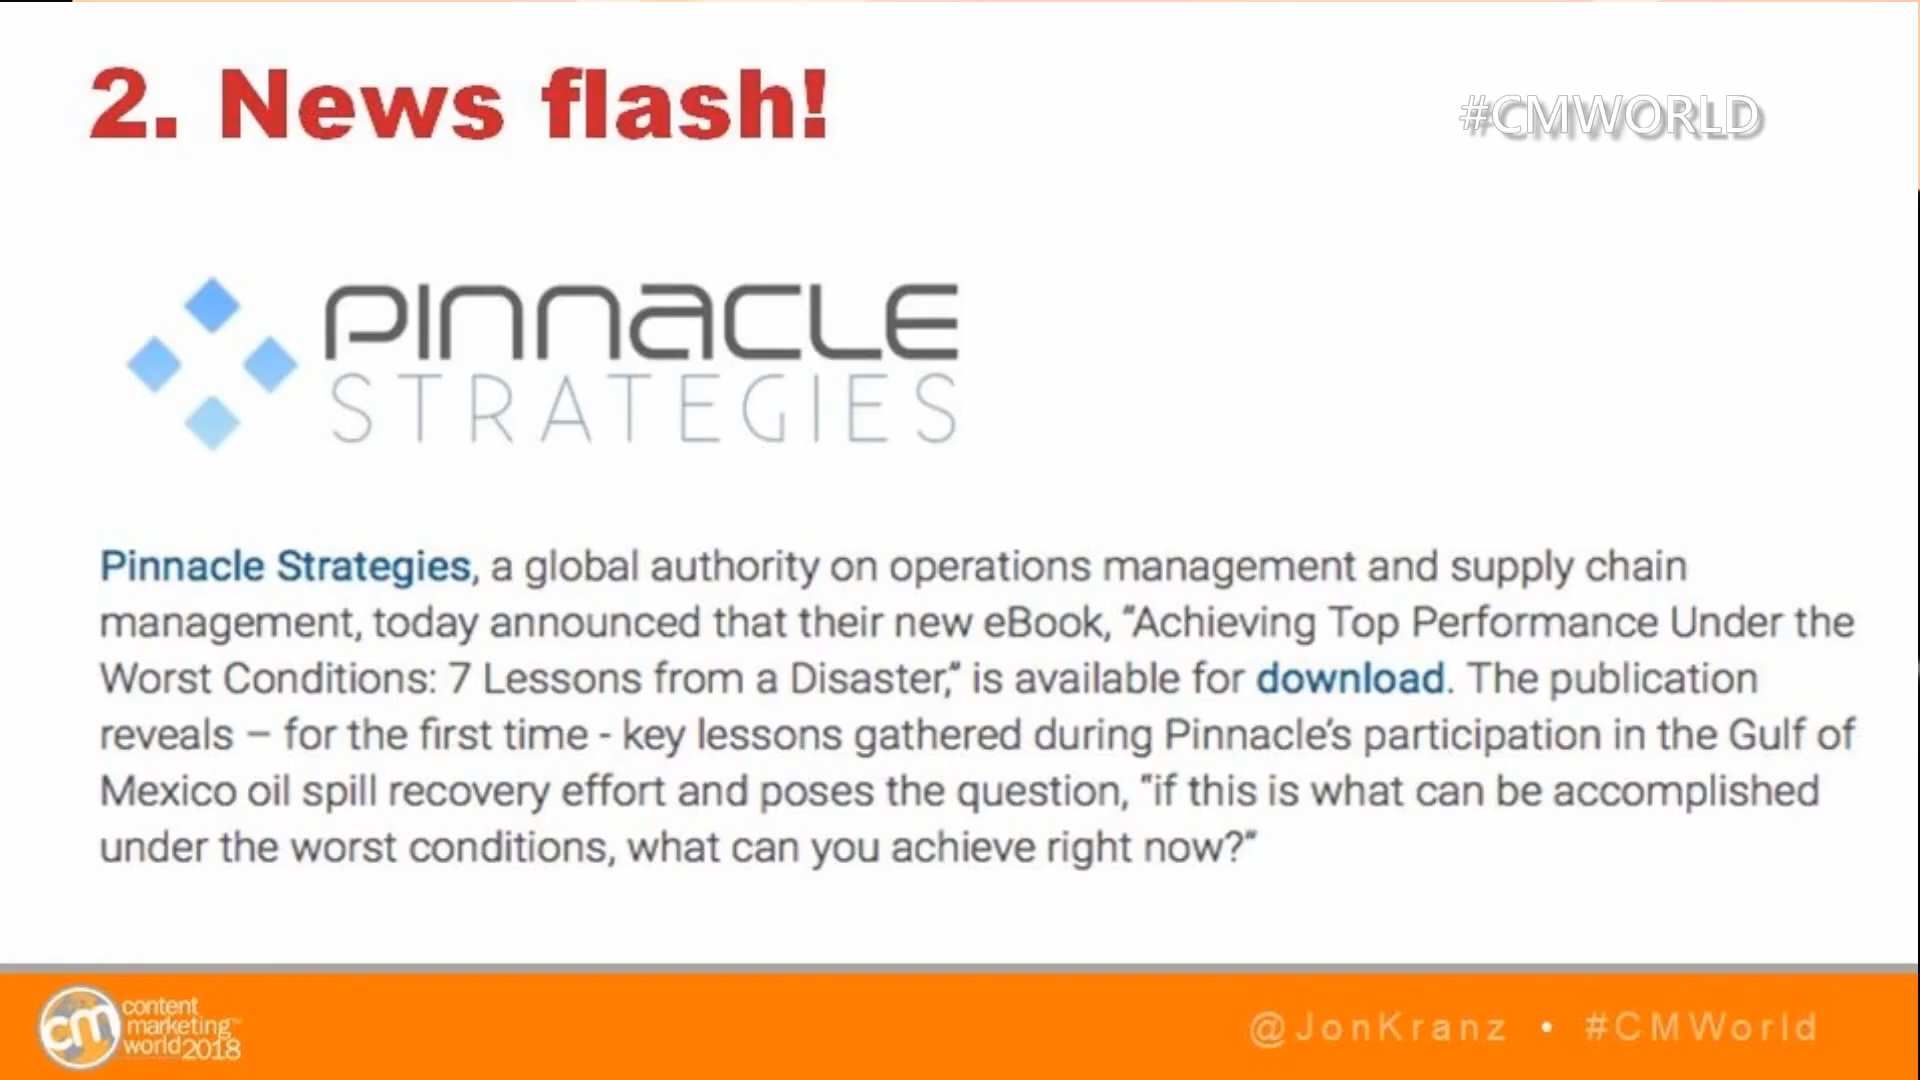 2. News flash!
#CMWORLD
PINNACLE
STRATEGIES
Pinnacle Strategies, a global authority on operations management and supply chain
management, today announced that their new eBook, “Achieving Top Performance Under the
Worst Conditions: 7 Lessons from a Disaster,” is available for download. The publication
reveals – for the first time - key lessons gathered during Pinnacle’s participation in the Gulf of
Mexico oil spill recovery effort and poses the question, “if this is what can be accomplished
under the worst conditions, what can you achieve right now?”
cm
content
marketing™
world2018
@JonKranz • #CMWorld